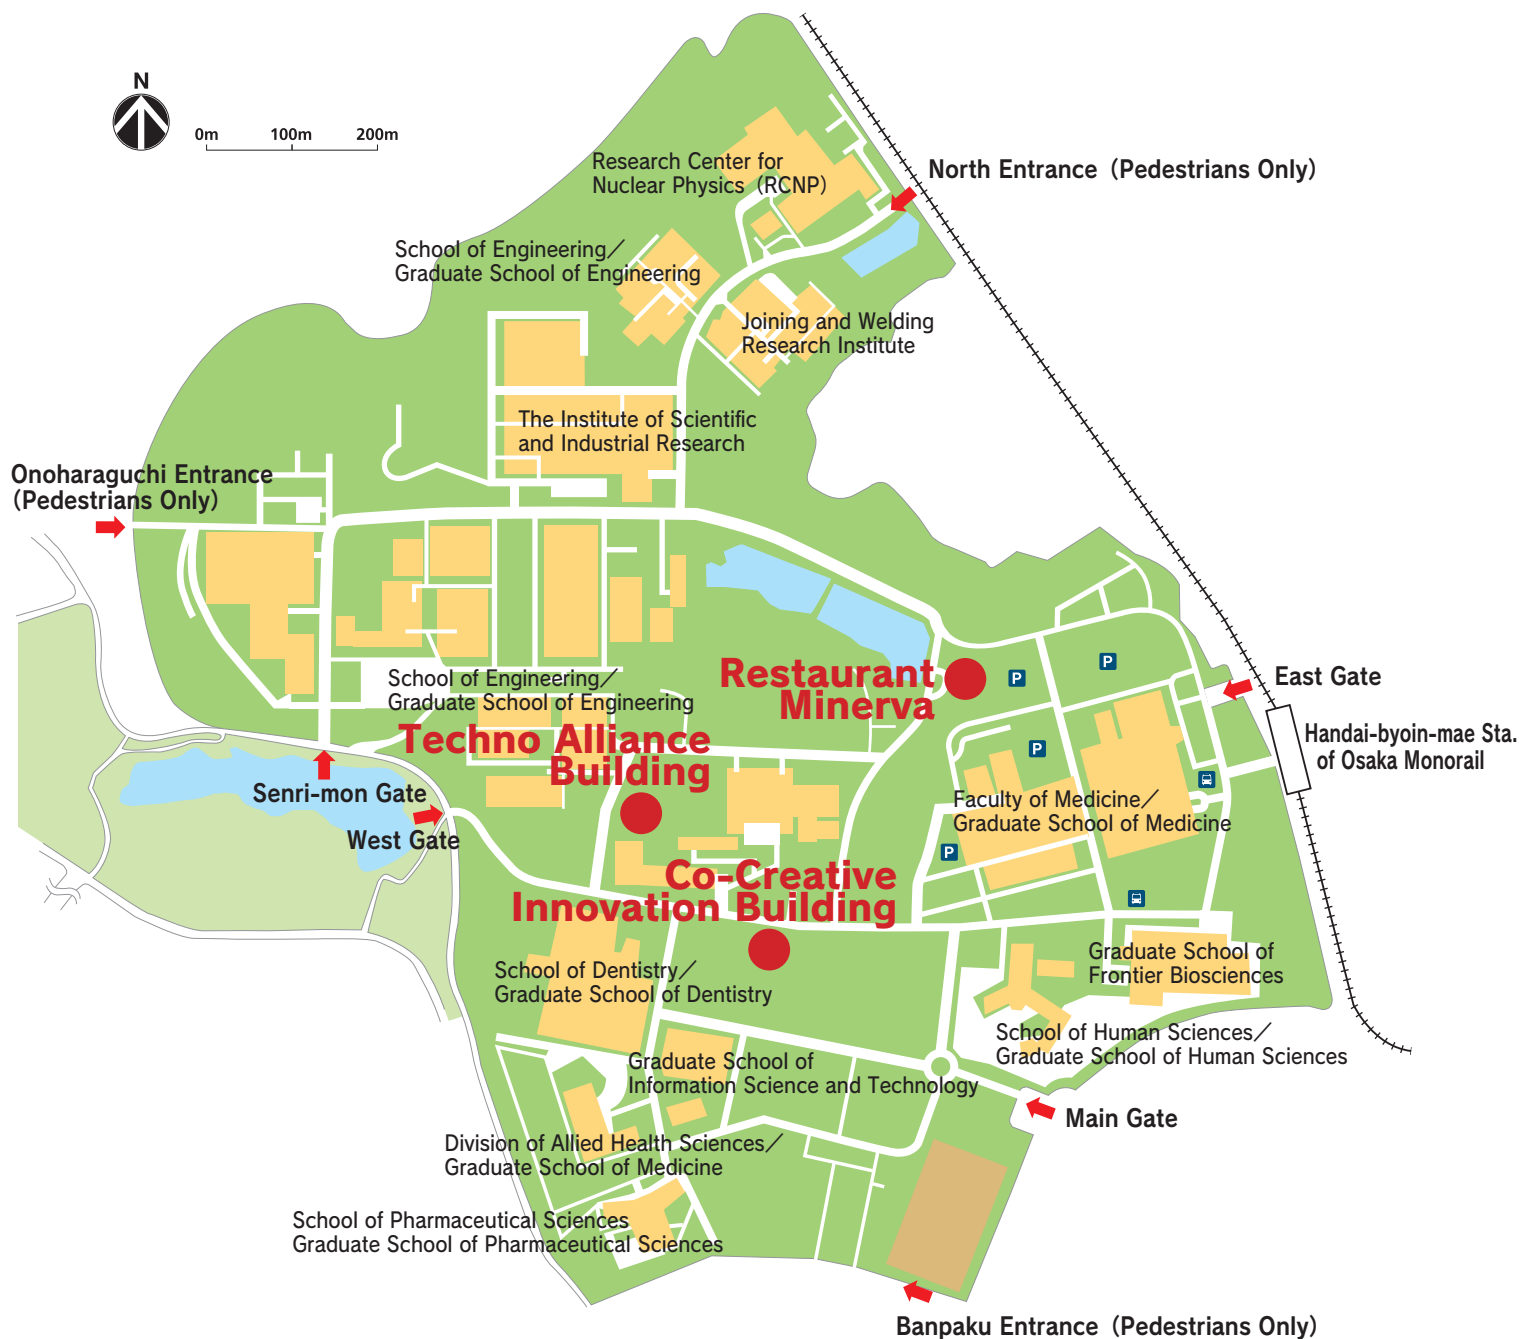 N
0m 100m 200m
Research Center for
Nuclear Physics (RCNP)
North Entrance (Pedestrians Only)
School of Engineering／
Graduate School of Engineering
Joining and Welding
Research Institute
The Institute of Scientific
and Industrial Research
Onoharaguchi Entrance
(Pedestrians Only)
School of Engineering／
Graduate School of Engineering
Restaurant
Minerva
P
P
East Gate
Techno Alliance
Building
P
Handai-byoin-mae Sta.
of Osaka Monorail
Senri-mon Gate
West Gate
Faculty of Medicine／
Graduate School of Medicine
P
Co-Creative
Innovation Building
School of Dentistry／
Graduate School of Dentistry
Graduate School of
Frontier Biosciences
School of Human Sciences／
Graduate School of Human Sciences
Graduate School of
Information Science and Technology
Main Gate
Division of Allied Health Sciences／
Graduate School of Medicine
School of Pharmaceutical Sciences
Graduate School of Pharmaceutical Sciences
Banpaku Entrance (Pedestrians Only)